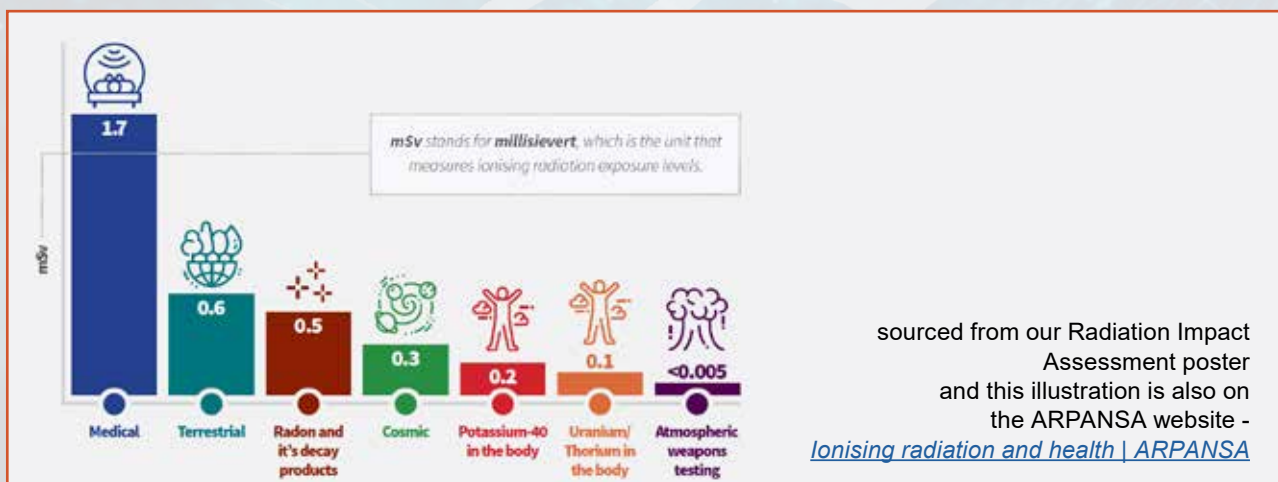 1.7
mSv stands for millisievert, which is the unit that
measures ionising radiation exposure levels.
mSv
0.6
0.5
0.3
0.2
0.1
<0.005
Medical
Terrestrial
Radon and
it's decay
products
Cosmic
Potassium-40
in the body
Uranium/
Thorium in
the body
Atmospheric
weapons
testing
sourced from our Radiation Impact
Assessment poster
and this illustration is also on
the ARPANSA website -
Ionising radiation and health | ARPANSA